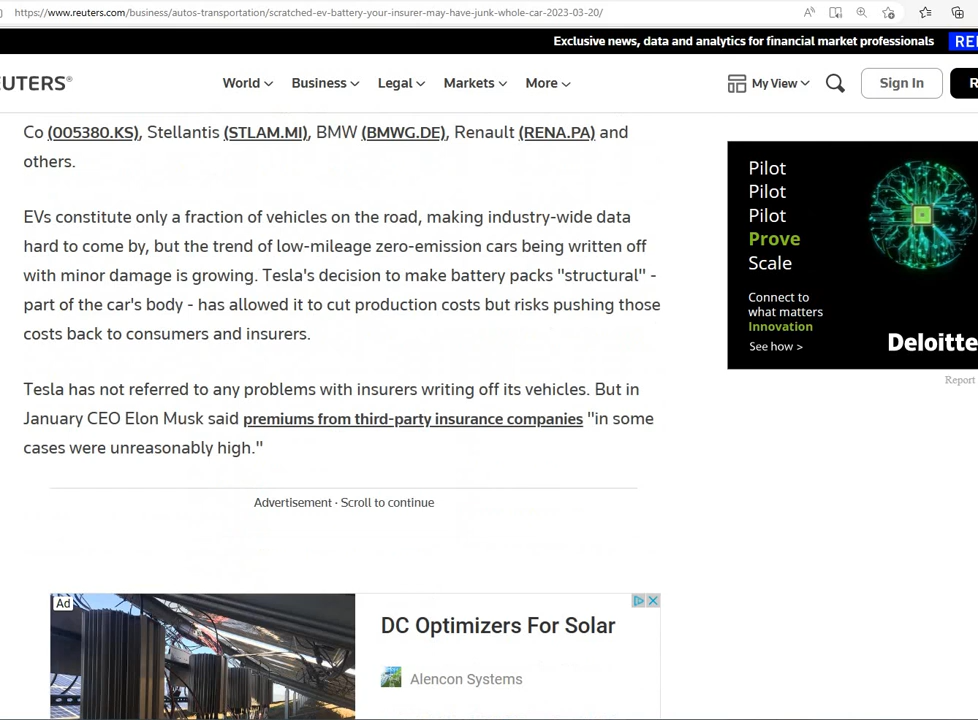 https://www.reuters.com/business/autos-transportation/scratched-ev-battery-your-insurer-may-have-junk-whole-car-2023-03-20/
Exclusive news, data and analytics for financial market professionals
World
Business
Legal
Markets
More
My View
Sign In
Co (005380.KS), Stellantis (STLAM.MI), BMW (BMWG.DE), Renault (RENA.PA) and
others.
EVs constitute only a fraction of vehicles on the road, making industry-wide data
hard to come by, but the trend of low-mileage zero-emission cars being written off
with minor damage is growing. Tesla's decision to make battery packs "structural" -
part of the car's body - has allowed it to cut production costs but risks pushing those
costs back to consumers and insurers.
Tesla has not referred to any problems with insurers writing off its vehicles. But in
January CEO Elon Musk said premiums from third-party insurance companies "in some
cases were unreasonably high."
Advertisement · Scroll to continue
Ad
DC Optimizers For Solar
Alencon Systems
Pilot
Pilot
Pilot
Prove
Scale
Connect to
what matters
Innovation
See how >
Deloitte
Report